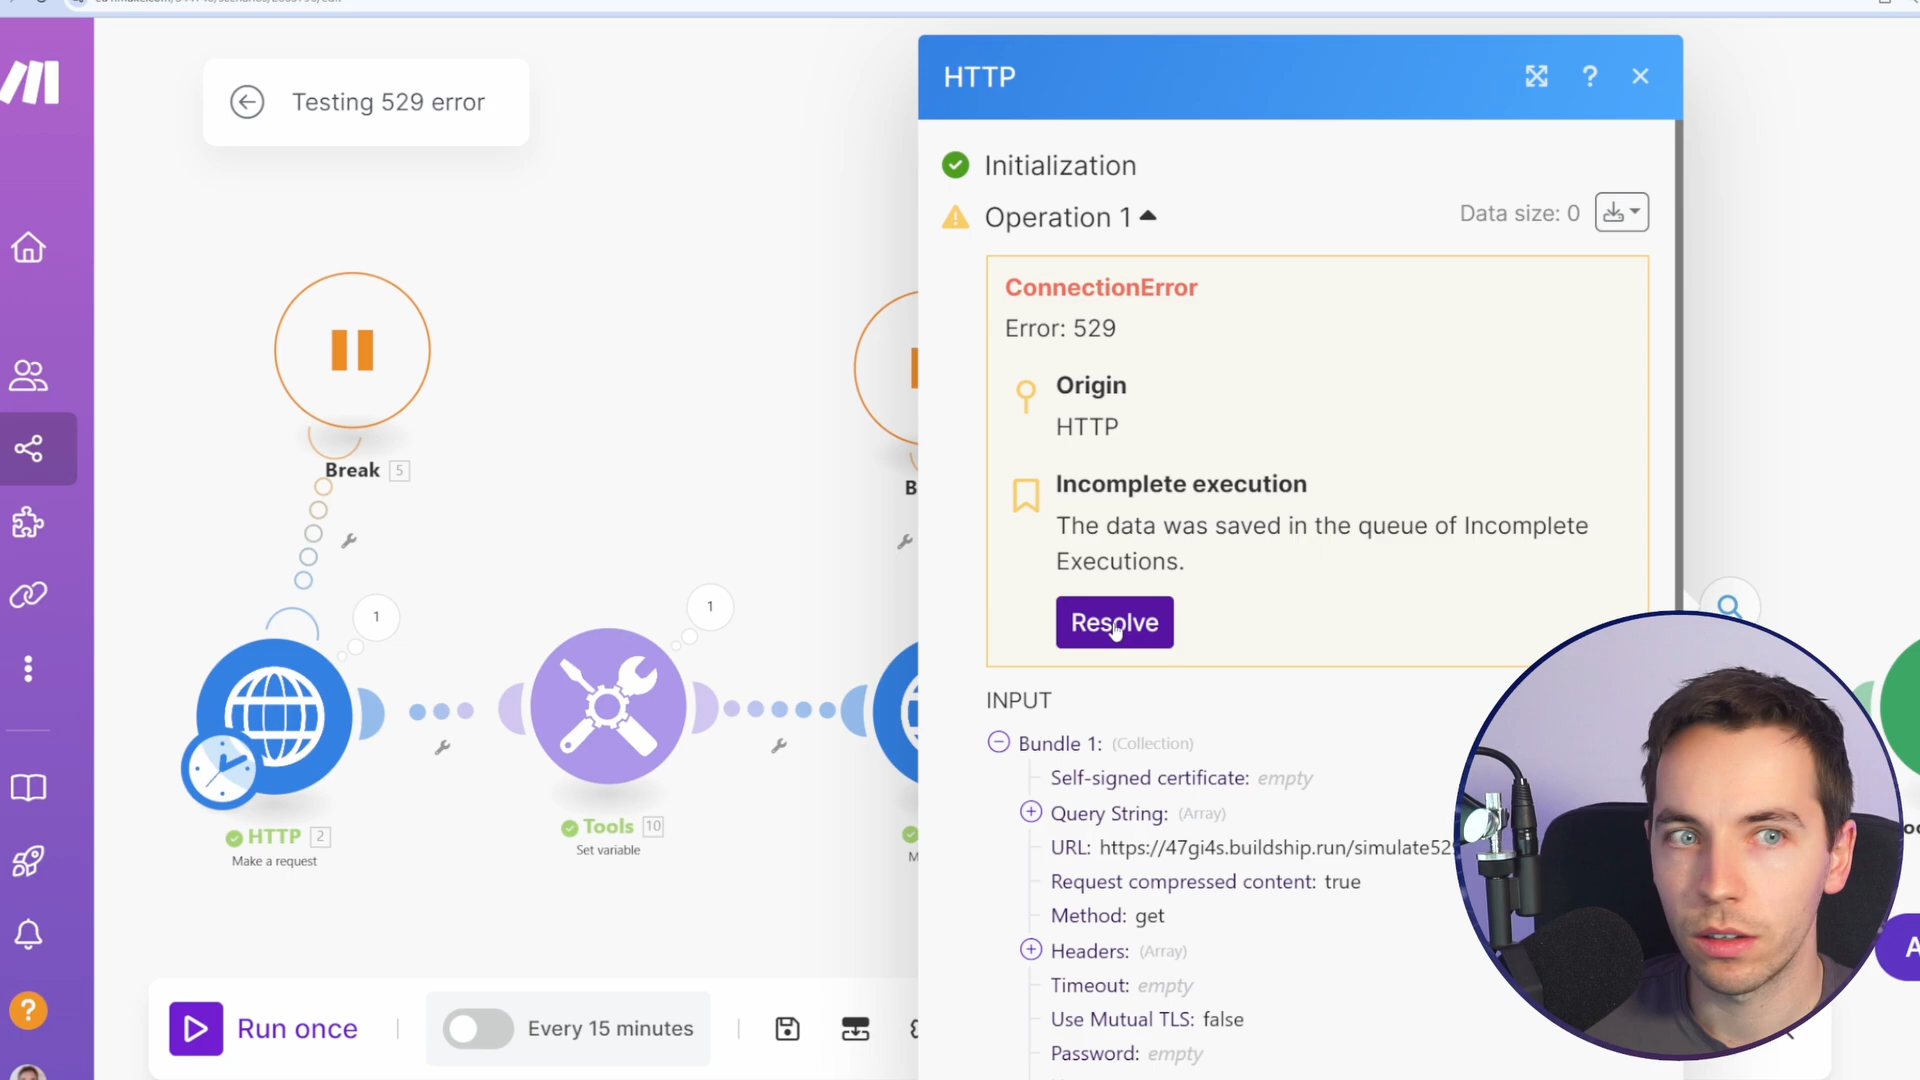 Testing 529 error
HTTP
?
Initialization
Operation 1
Data size: 0
ConnectionError
Error: 529
Origin
HTTP
Incomplete execution
The data was saved in the queue of Incomplete
Executions.
Resolve
Break 5
B
1
1
HTTP 2
Make a request
Tools 10
Set variable
M
INPUT
Bundle 1: (Collection)
Self-signed certificate: empty
Query String: (Array)
URL: https://47gi4s.buildship.run/simulate529
Request compressed content: true
Method: get
Headers: (Array)
Timeout: empty
Use Mutual TLS: false
Password: empty
Run once
Every 15 minutes
?
A